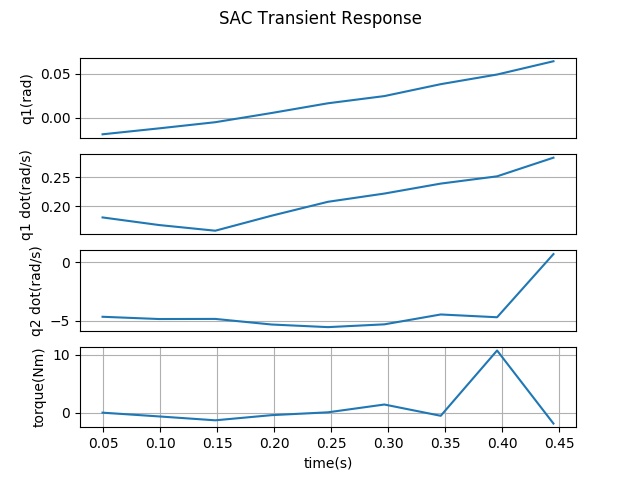 SAC Transient Response
q1(rad)
0.05
0.00
q1 dot(rad/s)
0.25
0.20
q2 dot(rad/s)
0
−5
torque(Nm)
10
0
0.05 0.10 0.15 0.20 0.25 0.30 0.35 0.40 0.45
time(s)